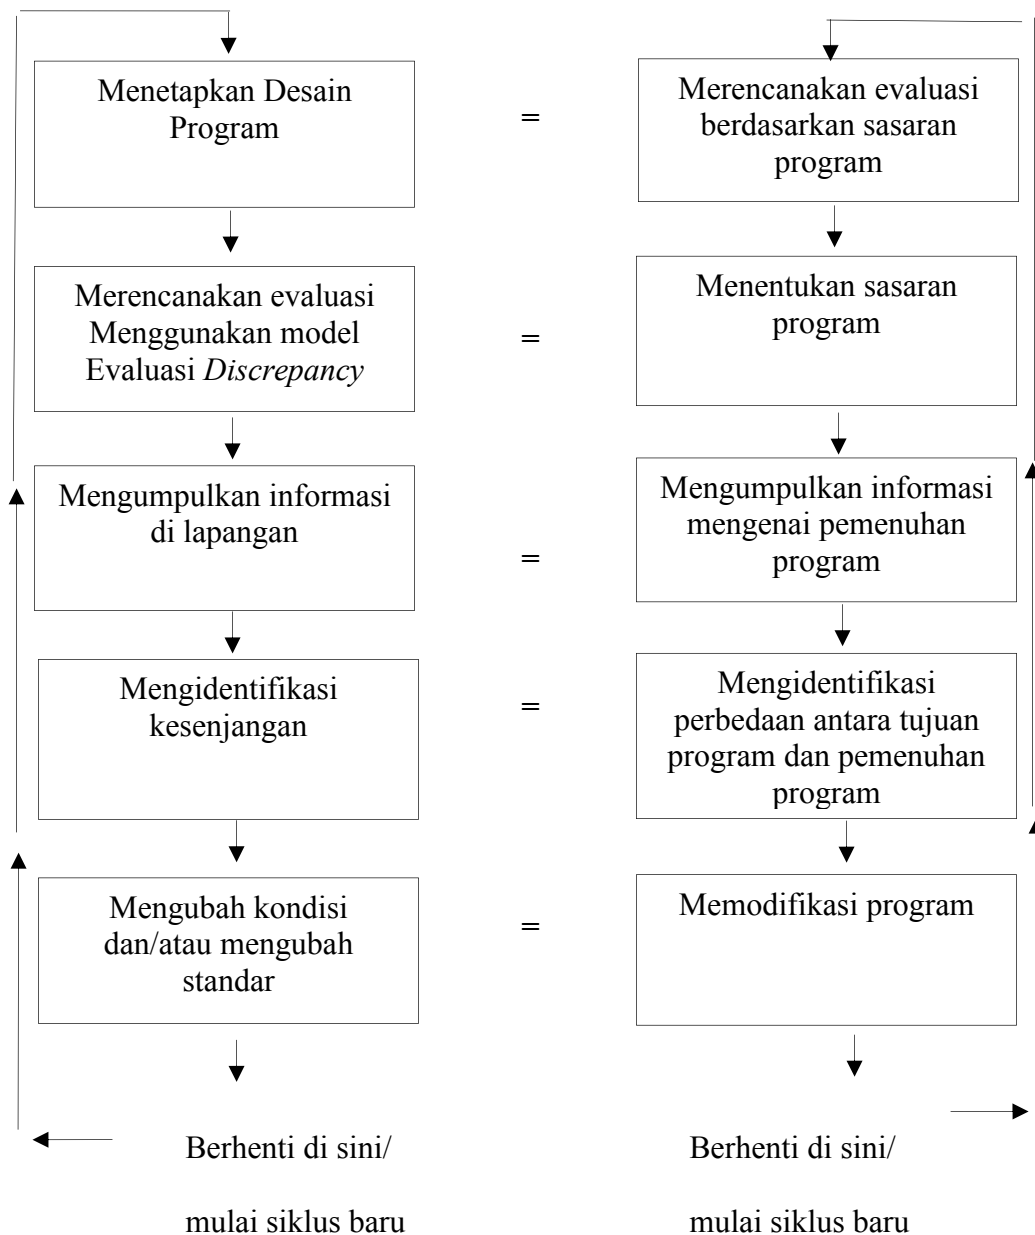 Menetapkan Desain
Program
=
Merencanakan evaluasi
berdasarkan sasaran
program
Merencanakan evaluasi
Menggunakan model
Evaluasi Discrepancy
=
Menentukan sasaran
program
Mengumpulkan informasi
di lapangan
=
Mengumpulkan informasi
mengenai pemenuhan
program
Mengidentifikasi
kesenjangan
=
Mengidentifikasi
perbedaan antara tujuan
program dan pemenuhan
program
Mengubah kondisi
dan/atau mengubah
standar
=
Memodifikasi program
Berhenti di sini/
mulai siklus baru
Berhenti di sini/
mulai siklus baru